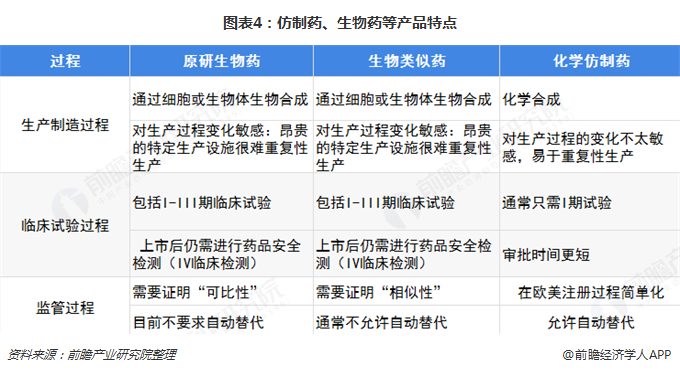 图表4：仿制药、生物药等产品特点
过程 原研生物药 生物类似药 化学仿制药
生产制造过程
通过细胞或生物体生物合成 通过细胞或生物体生物合成 化学合成
对生产过程变化敏感：昂贵
的特定生产设施很难重复性
生产
对生产过程变化敏感：昂贵
的特定生产设施很难重复性
生产
对生产过程的变化不太敏
感，易于重复性生产
临床试验过程
包括I-III期临床试验 包括I-III期临床试验 通常只需I期试验
上市后仍需进行药品安全
检测（IV临床检测）
上市后仍需进行药品安全检
测（IV临床检测）
审批时间更短
监管过程
需要证明“可比性” 需要证明“相似性” 在欧美注册过程简单化
目前不要求自动替代 通常不允许自动替代 允许自动替代
资料来源：前瞻产业研究院整理 @前瞻经济学人APP